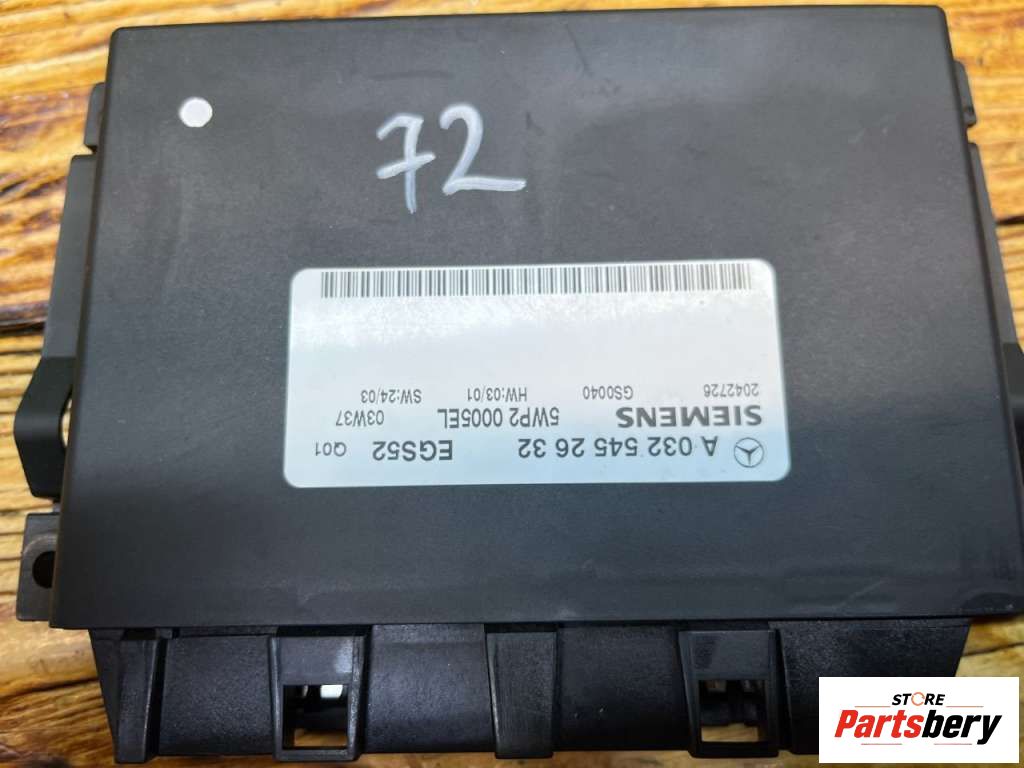 72
A 032 545 26 32 EGS52 Q01
SIEMENS 5WP2 0005EL 03W37
2042726 GS0040 HW:03/01 SW:24/03
STORE
Partsbery